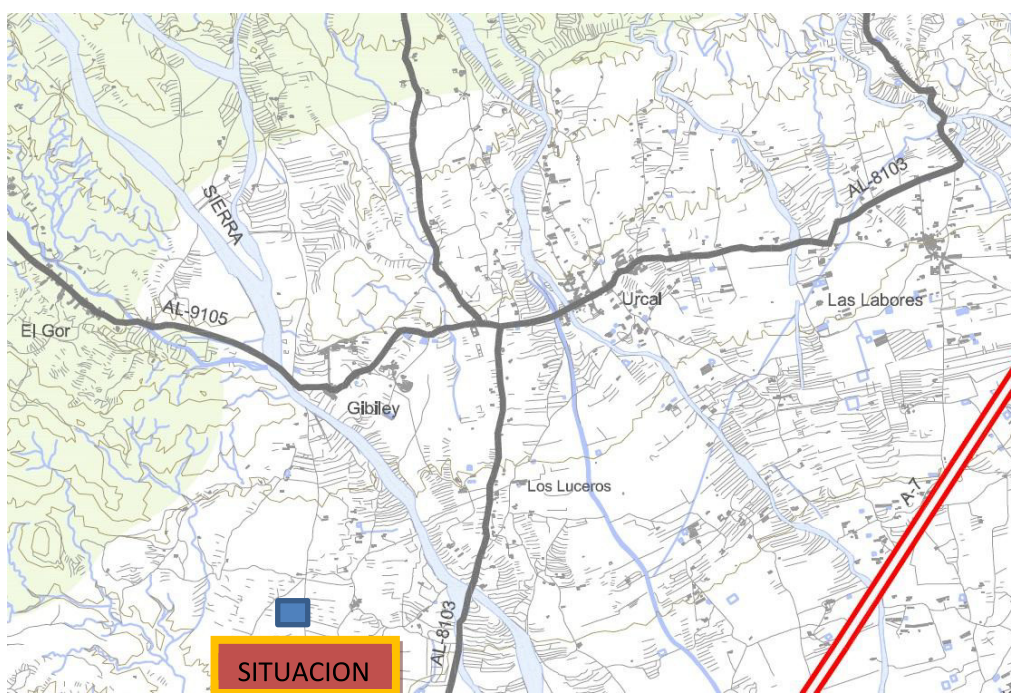 SIERRA
AL-8103
Urcal
Las Labores
AL-9105
El Gor
Gibiley
Los Luceros
A-7
AL-8103
SITUACION